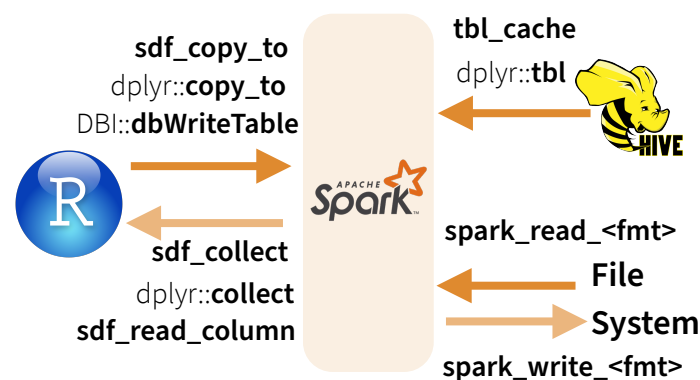 sdf_copy_to
dplyr::copy_to
DBI::dbWriteTable
R
sdf_collect
dplyr::collect
sdf_read_column
APACHE
Spark
TM
tbl_cache
dplyr::tbl
HIVE
spark_read_<fmt>
File
System
spark_write_<fmt>